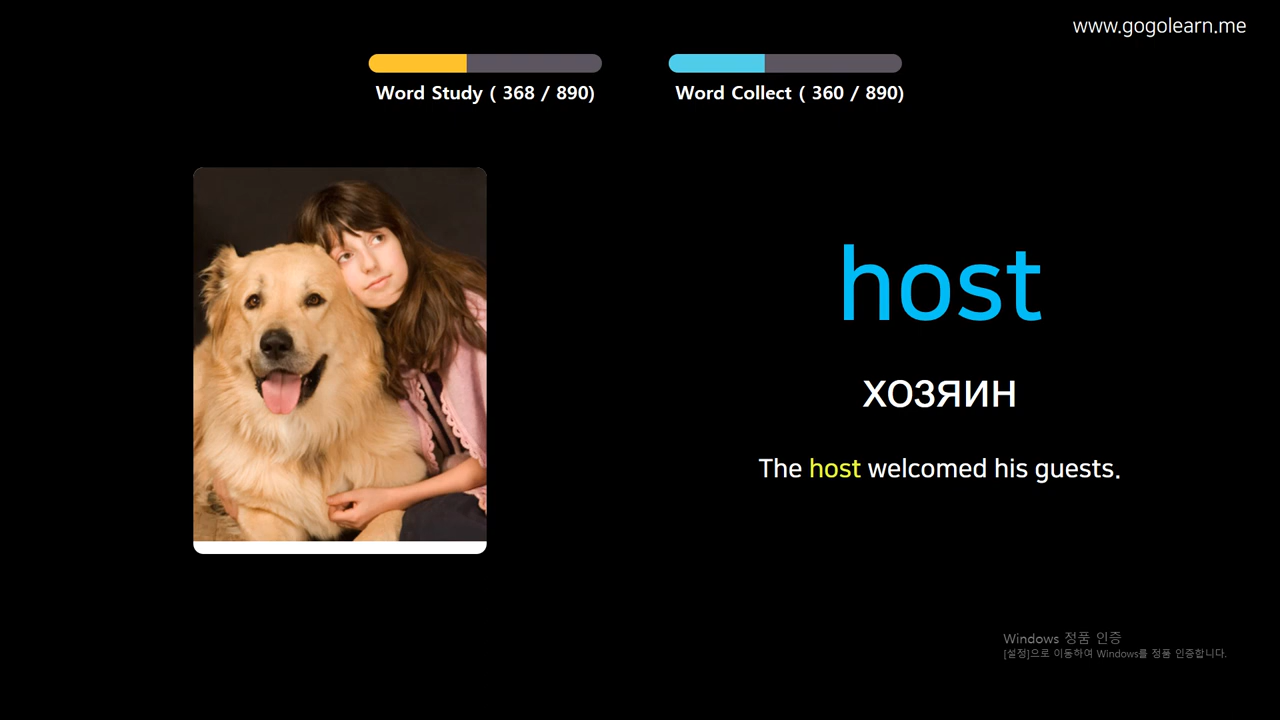 www.gogolearn.me
Word Study ( 368 / 890)
Word Collect ( 360 / 890)
host
хозяин
The host welcomed his guests.
Windows 정품 인증
[설정]으로 이동하여 Windows를 정품 인증합니다.